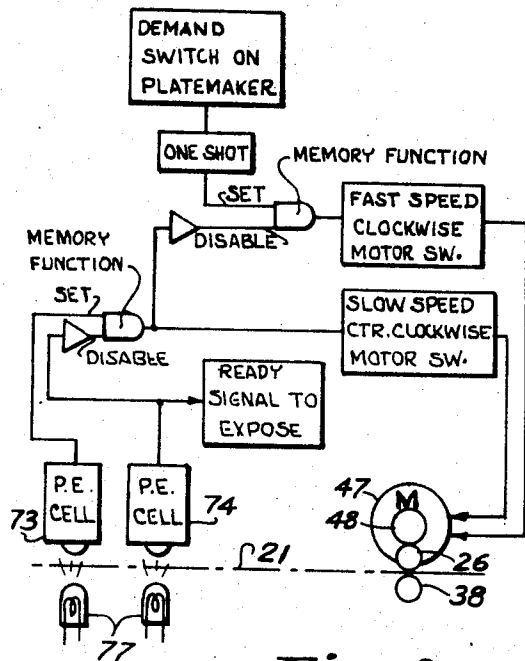 DEMAND
SWITCH ON
PLATEMAKER
ONE SHOT
MEMORY FUNCTION
SET
DISABLE
FAST SPEED
CLOCKWISE
MOTOR SW.
MEMORY
FUNCTION
SET
DISABLE
SLOW SPEED
CTR. CLOCKWISE
MOTOR SW.
READY
SIGNAL TO
EXPOSE
P.E.
CELL
73
P.E.
CELL
74
21
47
M
48
26
38
77